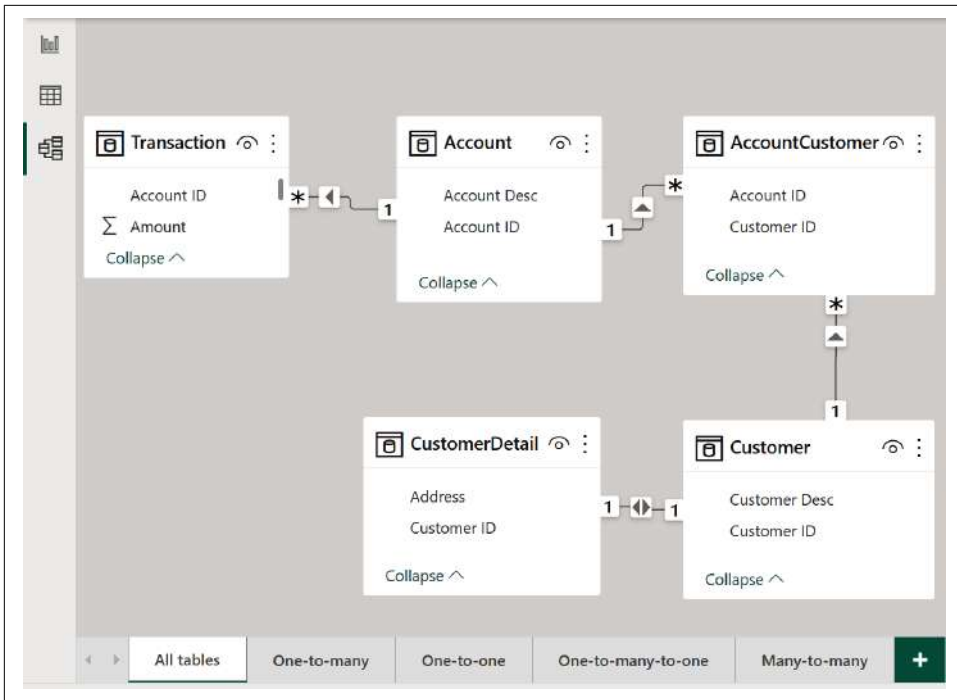 Transaction
Account ID
Σ Amount
Collapse
* 1
Account
Account Desc
Account ID
Collapse
1 *
AccountCustomer
Account ID
Customer ID
Collapse
*
1
CustomerDetail
Address
Customer ID
Collapse
1 1
Customer
Customer Desc
Customer ID
Collapse
All tables One-to-many One-to-one One-to-many-to-one Many-to-many +